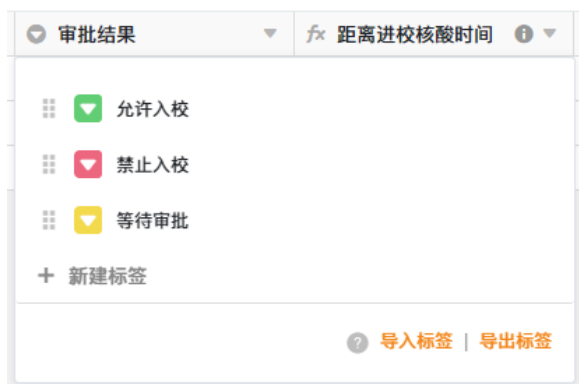 审批结果 fx 距离进校核酸时间
允许入校
禁止入校
等待审批
+ 新建标签
导入标签 | 导出标签